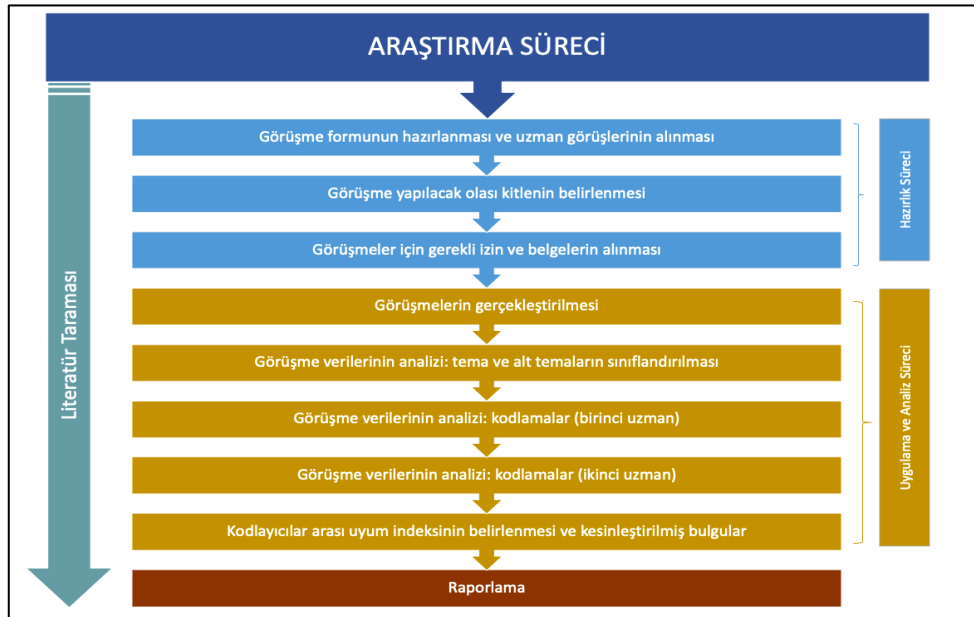 ARAŞTIRMA SÜRECİ
Literatür Taraması
Görüşme formunun hazırlanması ve uzman görüşlerinin alınması
Görüşme yapılacak olası kitlenin belirlenmesi
Görüşmeler için gerekli izin ve belgelerin alınması
Hazırlık Süreci
Görüşmelerin gerçekleştirilmesi
Görüşme verilerinin analizi: tema ve alt temaların sınıflandırılması
Görüşme verilerinin analizi: kodlamalar (birinci uzman)
Görüşme verilerinin analizi: kodlamalar (ikinci uzman)
Kodlayıcılar arası uyum indeksinin belirlenmesi ve kesinleştirilmiş bulgular
Uygulama ve Analiz Süreci
Raporlama